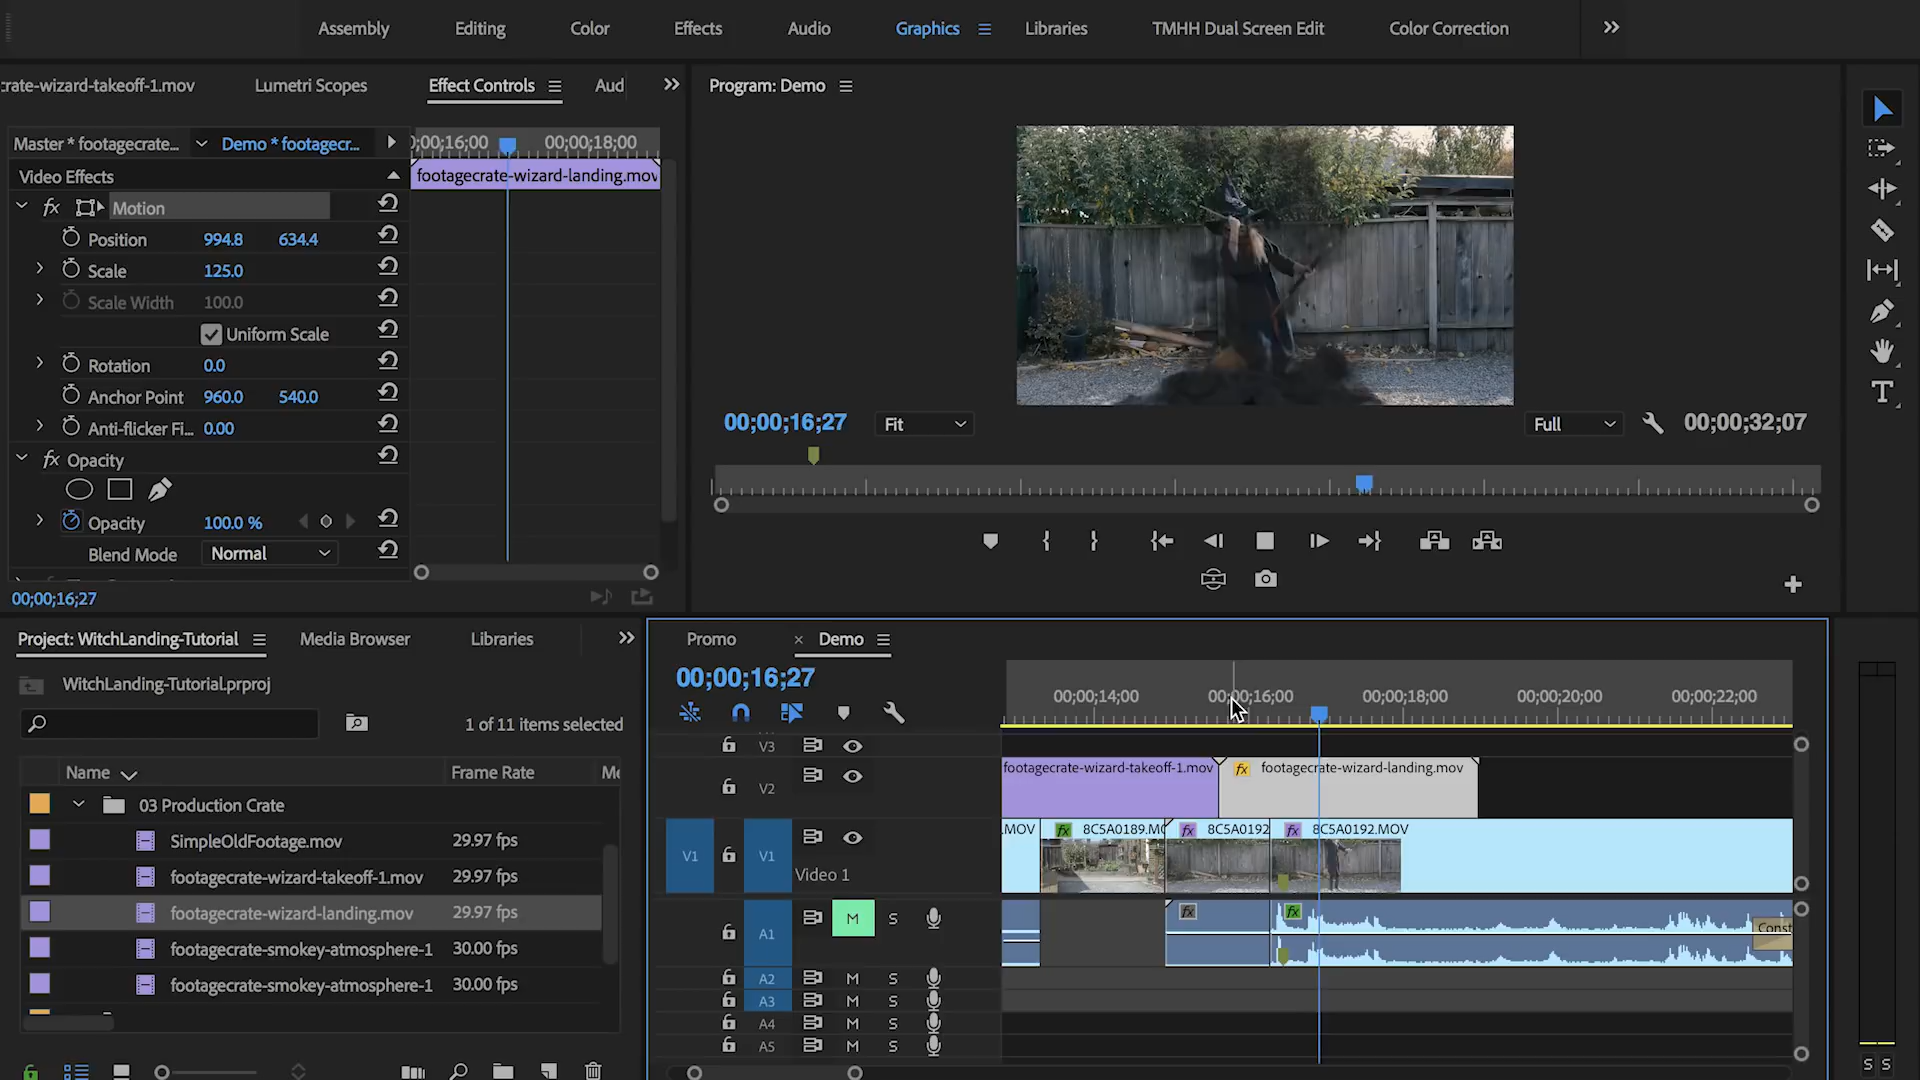 Assembly
Editing
Color
Effects
Audio
Graphics
Libraries
TMHH Dual Screen Edit
Color Correction
crate-wizard-takeoff-1.mov
Lumetri Scopes
Effect Controls
Aud
Program: Demo
Master * footagecrate...
Demo * footagecr...
00;00;18;00
Video Effects
footagecrate-wizard-landing.mov
fx Motion
Position 994.8 634.4
Scale 125.0
Scale Width 100.0
Uniform Scale
Rotation 0.0
Anchor Point 960.0 540.0
Anti-flicker Fi... 0.00
fx Opacity
Opacity 100.0 %
Blend Mode Normal
00;00;16;27
00;00;16;27
Fit
Full
00;00;32;07
Project: WitchLanding-Tutorial
Media Browser
Libraries
WitchLanding-Tutorial.prproj
1 of 11 items selected
Name
Frame Rate
Me
03 Production Crate
SimpleOldFootage.mov 29.97 fps
footagecrate-wizard-takeoff-1.mov 29.97 fps
footagecrate-wizard-landing.mov 29.97 fps
footagecrate-smokey-atmosphere-1 30.00 fps
footagecrate-smokey-atmosphere-1 30.00 fps
Promo
× Demo
00;00;16;27
00;00;14;00
00;00;16;00
00;00;18;00
00;00;20;00
00;00;22;00
V3
V2
footagecrate-wizard-takeoff-1.mov
fx footagecrate-wizard-landing.mov
V1 V1
Video 1
.MOV
fx 8C5A0189.MO
fx 8C5A0192
fx 8C5A0192.MOV
A1 M S
fx
fx
Const
A2 M S
A3 M S
A4 M S
A5 M S
S S